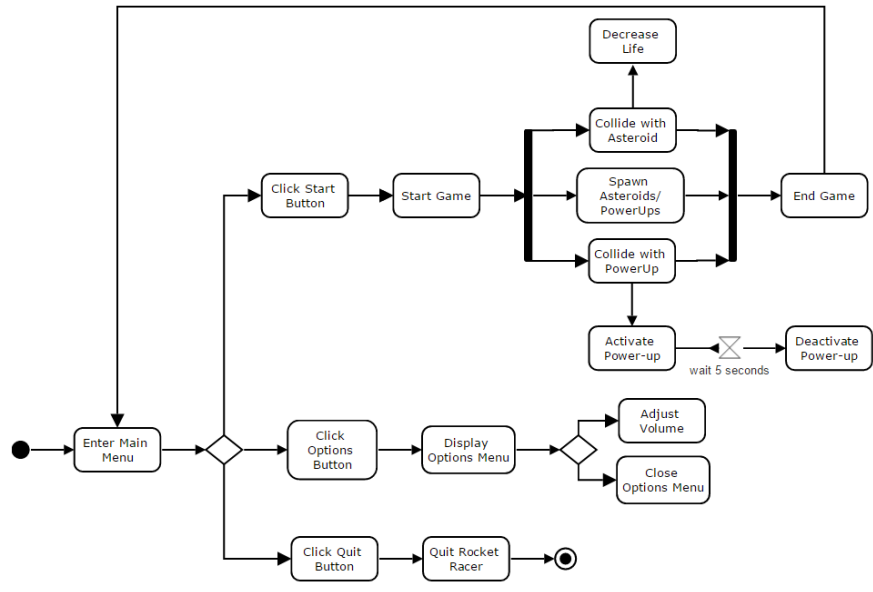 Decrease
Life
Collide with
Asteroid
Click Start
Button
Start Game
Spawn
Asteroids/
PowerUps
End Game
Collide with
PowerUp
Activate
Power-up
wait 5 seconds
Deactivate
Power-up
Enter Main
Menu
Click
Options
Button
Display
Options Menu
Adjust
Volume
Close
Options Menu
Click Quit
Button
Quit Rocket
Racer